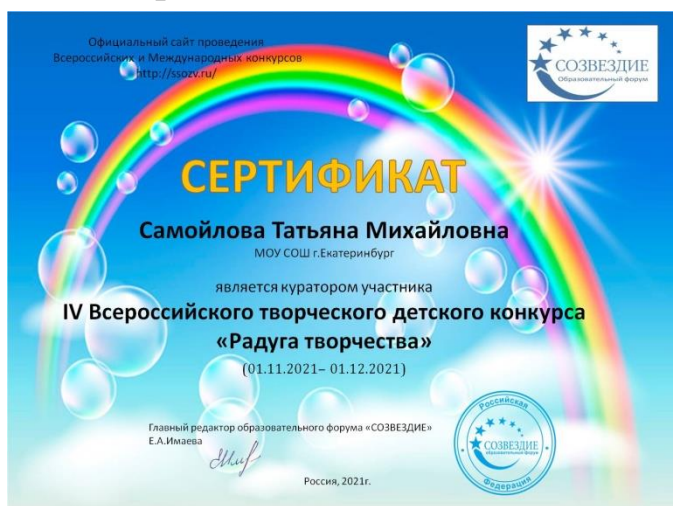 Официальный сайт проведения
Всероссийских и Международных конкурсов
http://ssozv.ru/
СОЗВЕЗДИЕ
Образовательный форум
СЕРТИФИКАТ
Самойлова Татьяна Михайловна
МОУ СОШ г.Екатеринбург
является куратором участника
IV Всероссийского творческого детского конкурса
«Радуга творчества»
(01.11.2021– 01.12.2021)
Главный редактор образовательного форума «СОЗВЕЗДИЕ»
Е.А.Имаева
Российская
СОЗВЕЗДИЕ
образовательный форум
Федерация
Россия, 2021г.